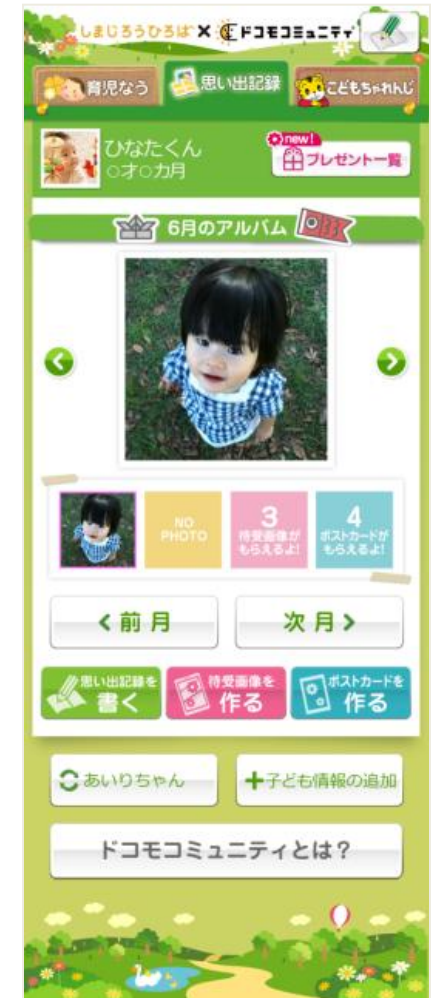 しまじろうひろば × ドコモコミュニティ
育児なう
思い出記録
こどもちゃれんじ
ひなたくん
○才○カ月
new!
プレゼント一覧
6月のアルバム
NO
PHOTO
3
待受画像が
もらえるよ!
4
ポストカードが
もらえるよ!
前月
次月
思い出記録を
書く
待受画像を
作る
ポストカードを
作る
あいりちゃん
+子ども情報の追加
ドコモコミュニティとは?